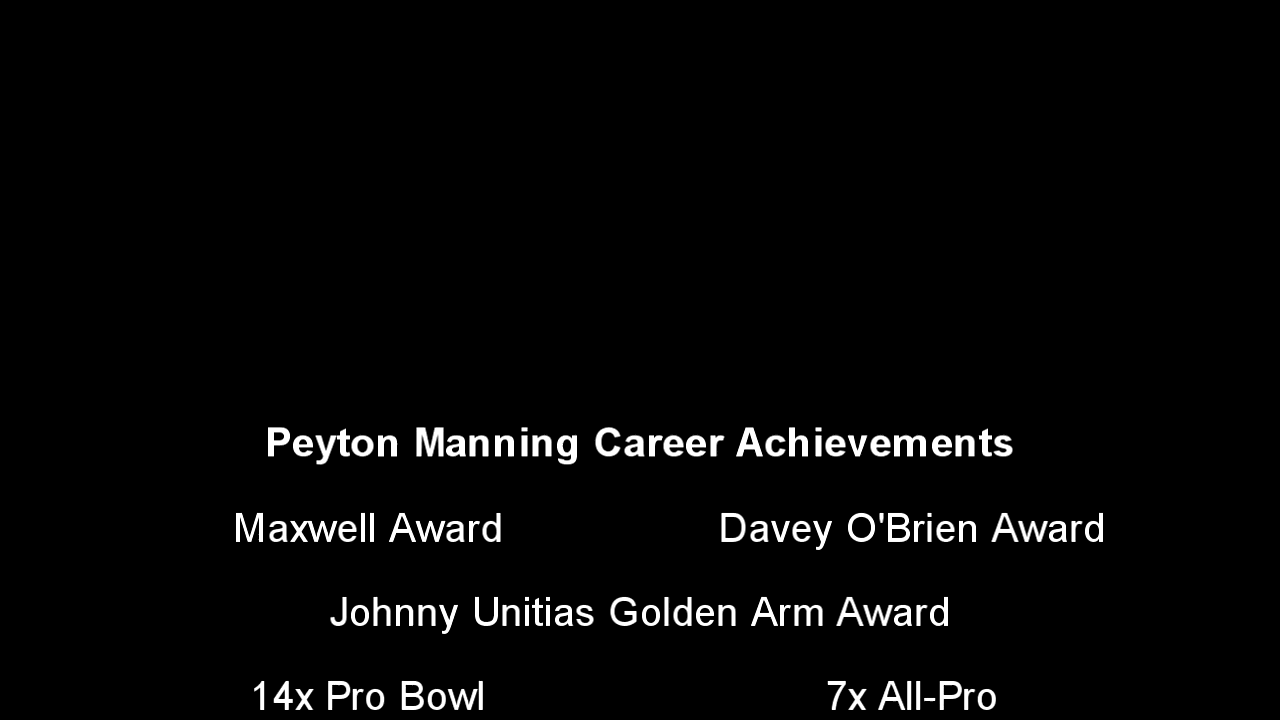 Peyton Manning Career Achievements
Maxwell Award Davey O'Brien Award
Johnny Unitias Golden Arm Award
14x Pro Bowl 7x All-Pro